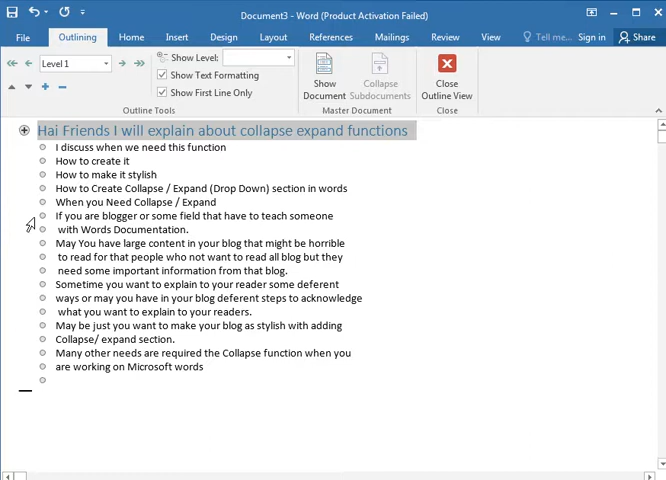 Document3 - Word (Product Activation Failed)
File Outlining Home Insert Design Layout References Mailings Review View Tell me... Sign in Share
Level 1
Show Level:
Show Text Formatting
Show First Line Only
Show Document
Collapse Subdocuments
Close Outline View
Outline Tools Master Document Close
Hai Friends I will explain about collapse expand functions
I discuss when we need this function
How to create it
How to make it stylish
How to Create Collapse / Expand (Drop Down) section in words
When you Need Collapse / Expand
If you are blogger or some field that have to teach someone
with Words Documentation.
May You have large content in your blog that might be horrible
to read for that people who not want to read all blog but they
need some important information from that blog.
Sometime you want to explain to your reader some deferent
ways or may you have in your blog deferent steps to acknowledge
what you want to explain to your readers.
May be just you want to make your blog as stylish with adding
Collapse/ expand section.
Many other needs are required the Collapse function when you
are working on Microsoft words